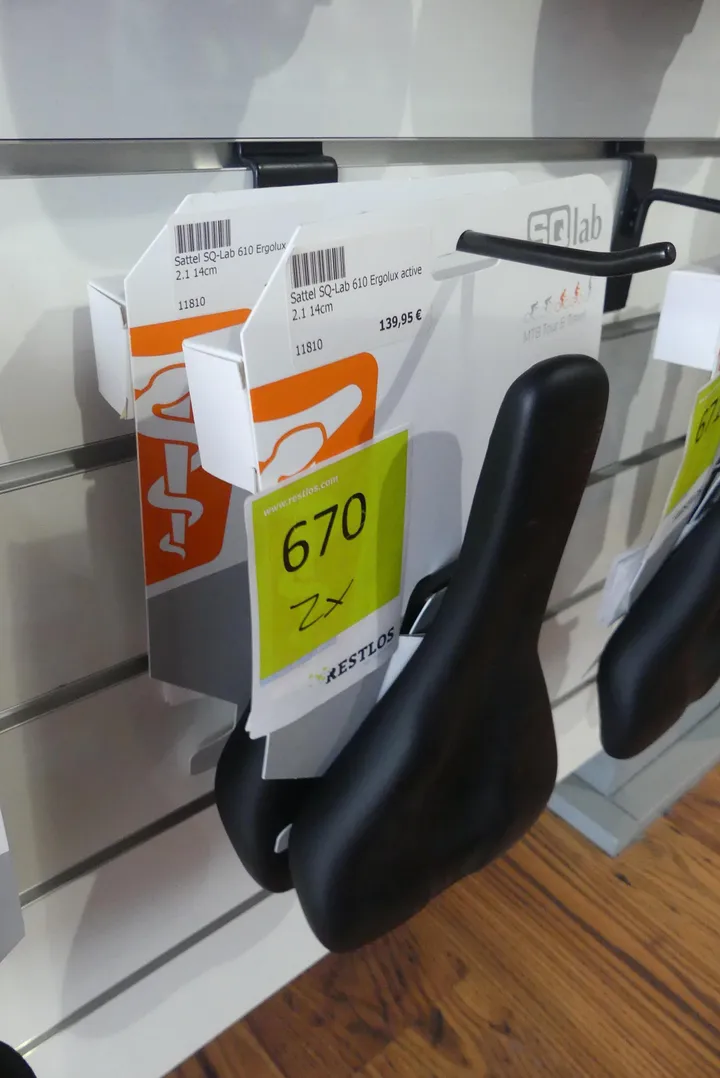 Sattel SQ-Lab 610 Ergolux
2.1 14cm
11810
Sattel SQ-Lab 610 Ergolux active
2.1 14cm
139,95 €
11810
SQlab
MTB Tour & Travel
www.restlos.com
670
2x
RESTLOS